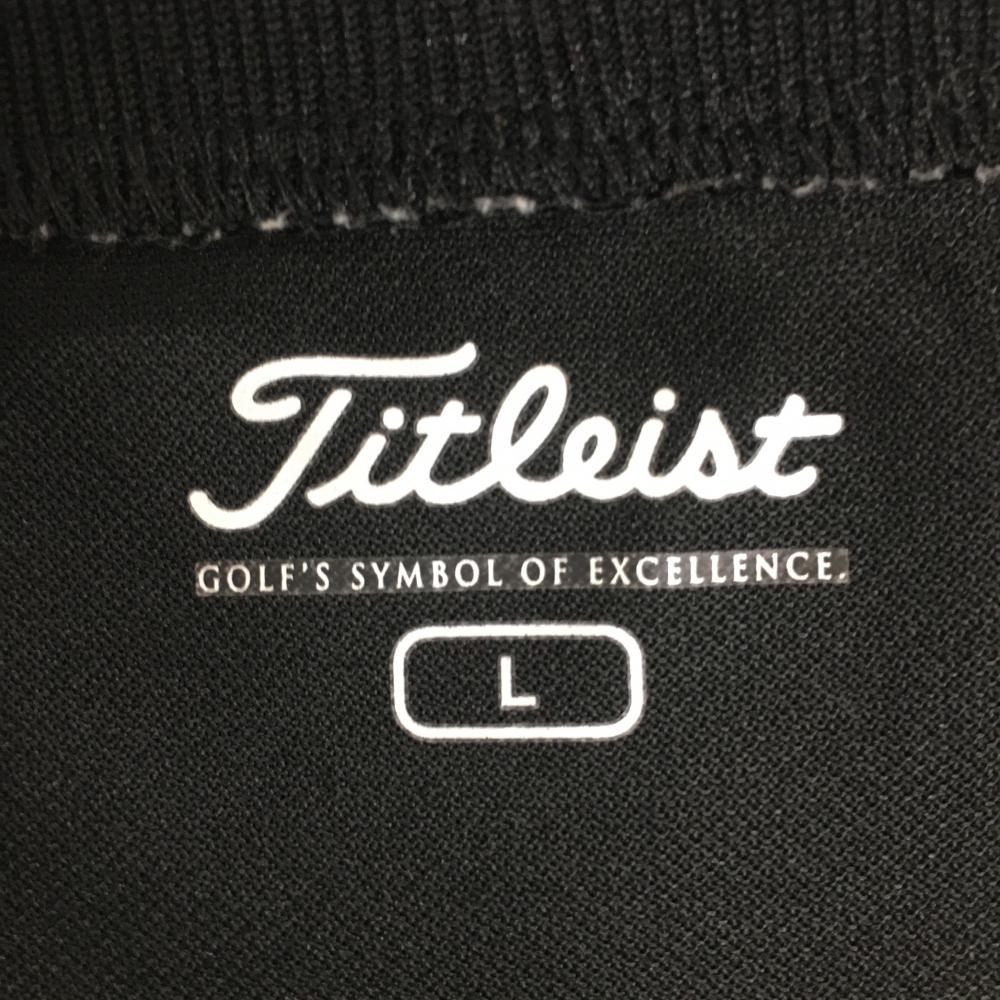 Titleist
GOLF'S SYMBOL OF EXCELLENCE.
L